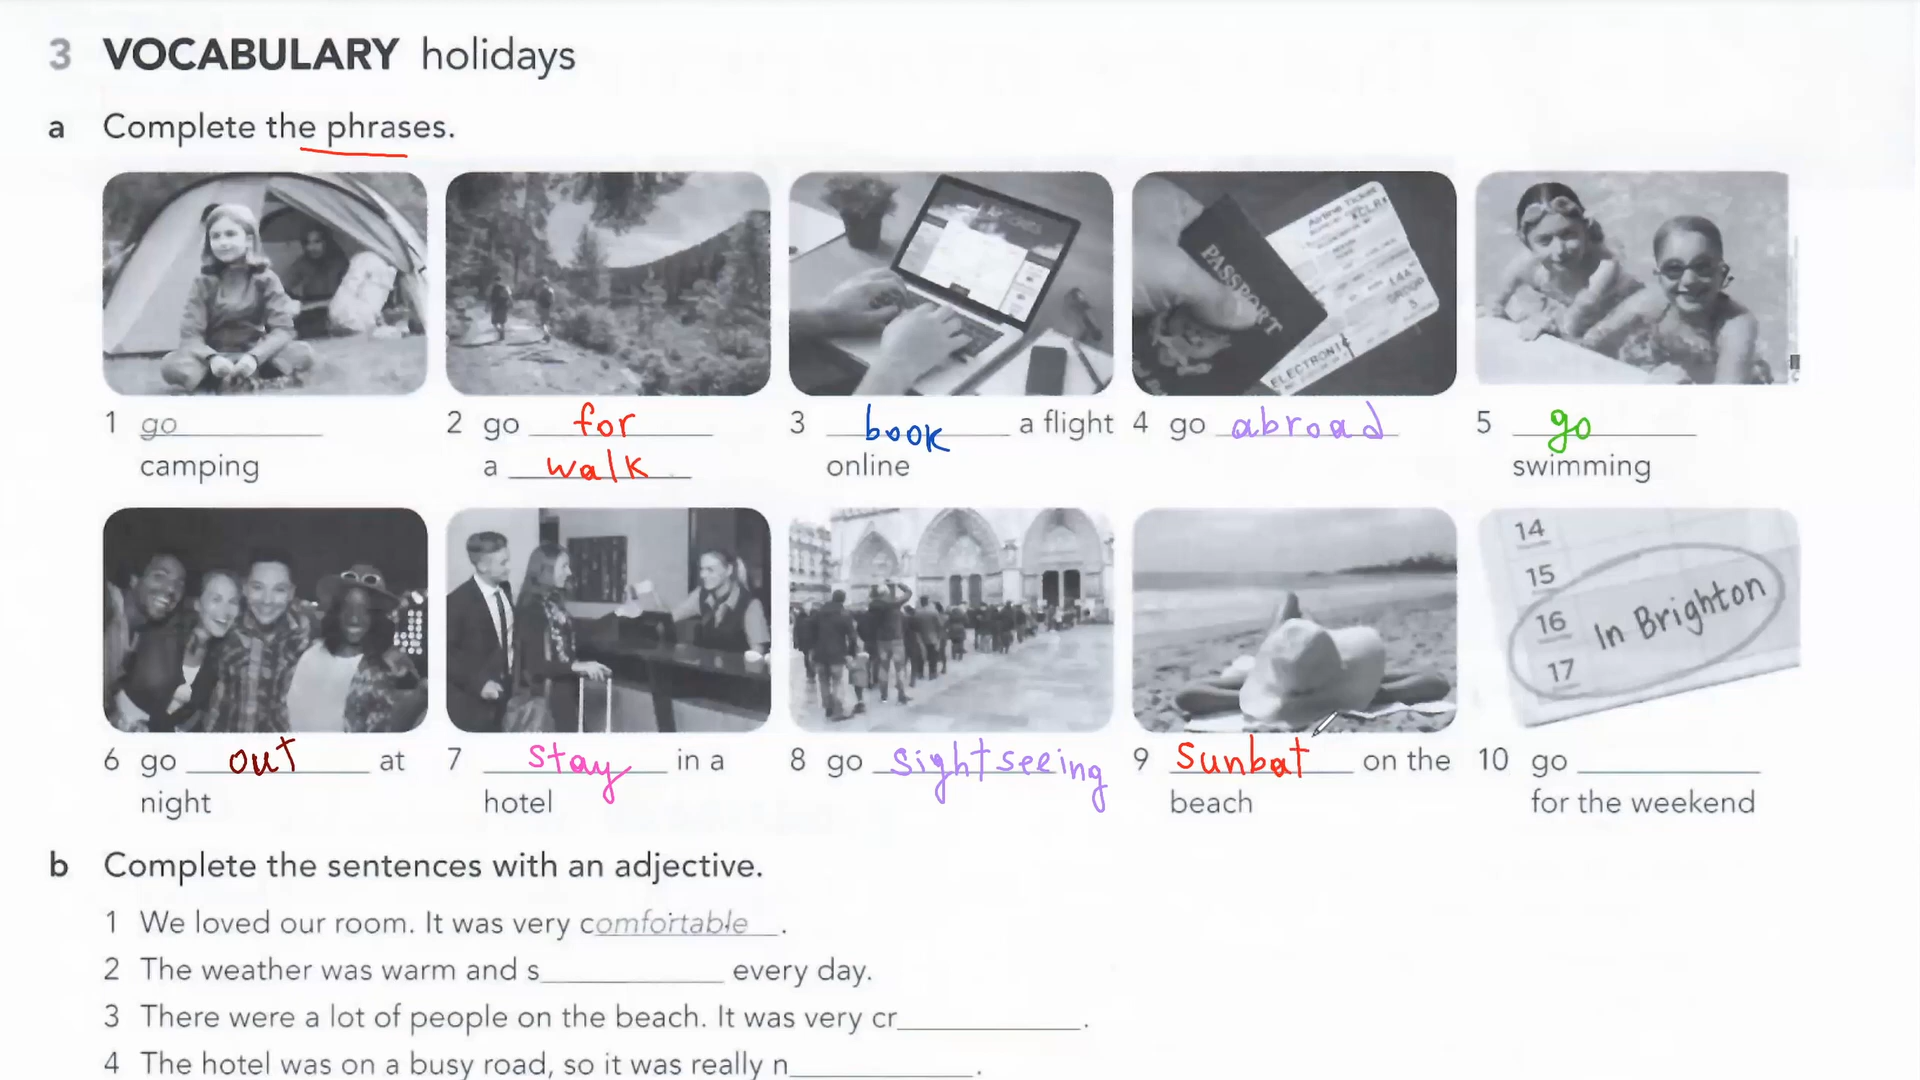 3 VOCABULARY holidays
a Complete the phrases.
PASSPORT
Airline Ticket
ELECTRONIC
14
15
16
17
In Brighton
1 go camping
2 go for a walk
3 book a flight online
4 go abroad
5 go swimming
6 go out at night
7 stay in a hotel
8 go sightseeing
9 sunbat on the beach
10 go for the weekend
b Complete the sentences with an adjective.
1 We loved our room. It was very comfortable.
2 The weather was warm and s every day.
3 There were a lot of people on the beach. It was very cr.
4 The hotel was on a busy road, so it was really n.